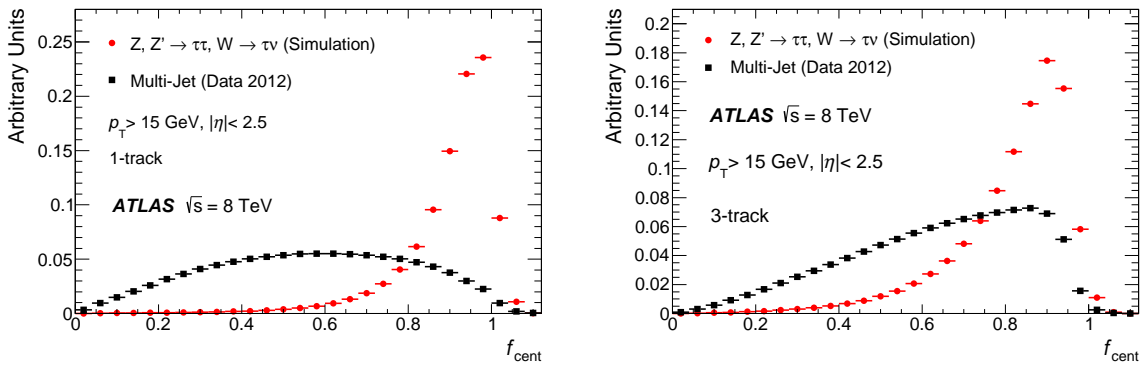 Arbitrary Units
0.25
0.2
0.15
0.1
0.05
0
Z, Z' → ττ, W → τν (Simulation)
Multi-Jet (Data 2012)
p_T > 15 GeV, |η| < 2.5
1-track
ATLAS √s = 8 TeV
0 0.2 0.4 0.6 0.8 1
f_cent
Arbitrary Units
0.2
0.18
0.16
0.14
0.12
0.1
0.08
0.06
0.04
0.02
0
Z, Z' → ττ, W → τν (Simulation)
Multi-Jet (Data 2012)
ATLAS √s = 8 TeV
p_T > 15 GeV, |η| < 2.5
3-track
0 0.2 0.4 0.6 0.8 1
f_cent